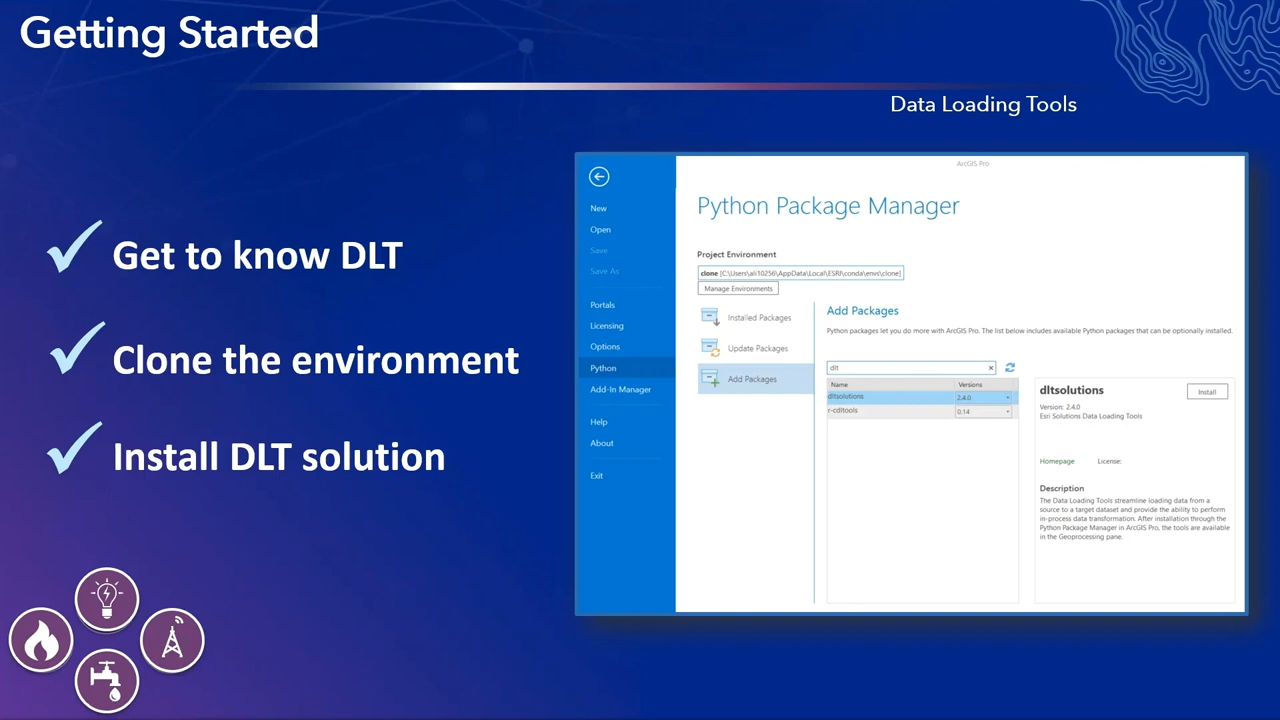 Getting Started
Data Loading Tools
Get to know DLT
Clone the environment
Install DLT solution
ArcGIS Pro
New
Open
Save
Save As
Portals
Licensing
Options
Python
Add-In Manager
Help
About
Exit
Python Package Manager
Project Environment
clone [C:\Users\ali10256\AppData\Local\ESRI\conda\envs\clone]
Manage Environments
Installed Packages
Update Packages
Add Packages
Add Packages
Python packages let you do more with ArcGIS Pro. The list below includes available Python packages that can be optionally installed.
dlt
Name Versions
dltsolutions 2.4.0
r-cdltools 0.14
dltsolutions
Install
Version: 2.4.0
Esri Solutions Data Loading Tools
Homepage License:
Description
The Data Loading Tools streamline loading data from a
source to a target dataset and provide the ability to perform
in-process data transformation. After installation through the
Python Package Manager in ArcGIS Pro, the tools are available
in the Geoprocessing pane.